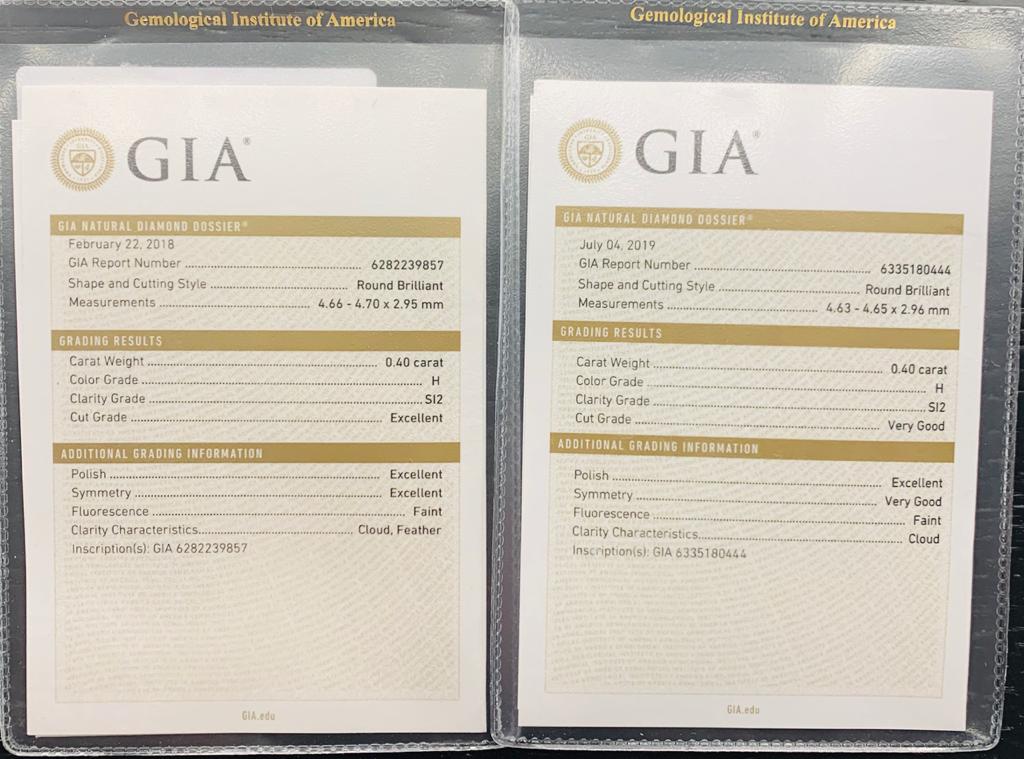 Gemological Institute of America
GIA®
GIA NATURAL DIAMOND DOSSIER®
February 22, 2018
GIA Report Number 6282239857
Shape and Cutting Style Round Brilliant
Measurements 4.66 - 4.70 x 2.95 mm
GRADING RESULTS
Carat Weight 0.40 carat
Color Grade H
Clarity Grade SI2
Cut Grade Excellent
ADDITIONAL GRADING INFORMATION
Polish Excellent
Symmetry Excellent
Fluorescence Faint
Clarity Characteristics Cloud, Feather
Inscription(s): GIA 6282239857
GIA.edu
Gemological Institute of America
GIA®
GIA NATURAL DIAMOND DOSSIER®
July 04, 2019
GIA Report Number 6335180444
Shape and Cutting Style Round Brilliant
Measurements 4.63 - 4.65 x 2.96 mm
GRADING RESULTS
Carat Weight 0.40 carat
Color Grade H
Clarity Grade SI2
Cut Grade Very Good
ADDITIONAL GRADING INFORMATION
Polish Excellent
Symmetry Very Good
Fluorescence Faint
Clarity Characteristics Cloud
Inscription(s): GIA 6335180444
GIA.edu